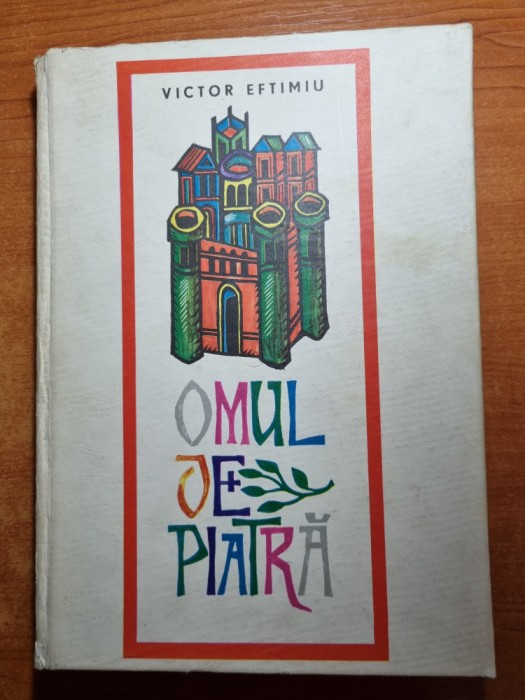 VICTOR EFTIMIU
OMUL
DE
PIATRĂ